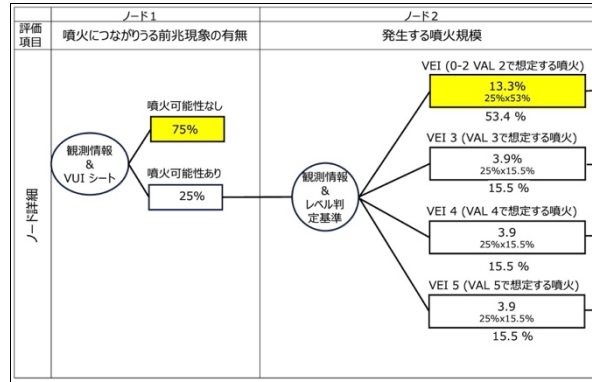 ノード1
ノード2
評価
項目
噴火につながりうる前兆現象の有無
発生する噴火規模
ノード詳細
観測情報
&
VUI シート
噴火可能性なし
75%
噴火可能性あり
25%
観測情報
&
レベル判
定基準
VEI (0-2 VAL 2で想定する噴火)
13.3%
25%x53%
53.4 %
VEI 3 (VAL 3で想定する噴火)
3.9%
25%x15.5%
15.5 %
VEI 4 (VAL 4で想定する噴火)
3.9
25%x15.5%
15.5 %
VEI 5 (VAL 5で想定する噴火)
3.9
25%x15.5%
15.5 %